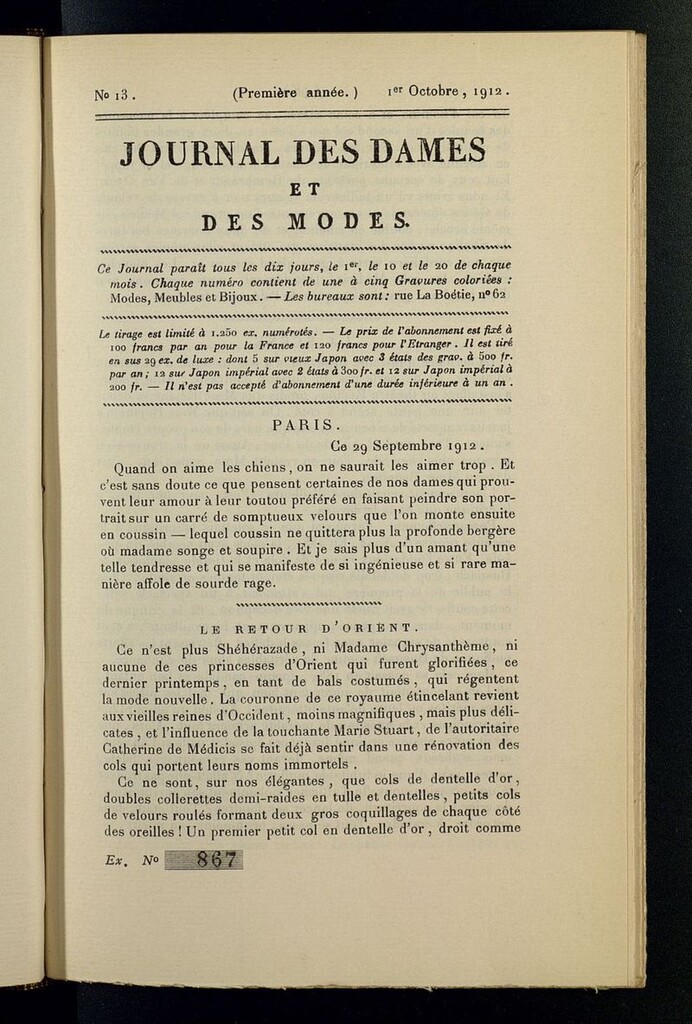 No 13. (Première année.) 1er Octobre, 1912.
JOURNAL DES DAMES
ET
DES MODES.
Ce Journal paraît tous les dix jours, le 1er, le 10 et le 20 de chaque
mois. Chaque numéro contient de une à cinq Gravures coloriées :
Modes, Meubles et Bijoux. — Les bureaux sont : rue La Boétie, no 62
Le tirage est limité à 1.250 ex. numérotés. — Le prix de l'abonnement est fixé à
100 francs par an pour la France et 120 francs pour l'Etranger. Il est tiré
en sus 29 ex. de luxe : dont 5 sur vieux Japon avec 3 états des grav. à 500 fr.
par an ; 12 sur Japon impérial avec 2 états à 300 fr. et 12 sur Japon impérial à
200 fr. — Il n'est pas accepté d'abonnement d'une durée inférieure à un an.
PARIS.
Ce 29 Septembre 1912.
Quand on aime les chiens, on ne saurait les aimer trop. Et
c'est sans doute ce que pensent certaines de nos dames qui prou-
vent leur amour à leur toutou préféré en faisant peindre son por-
trait sur un carré de somptueux velours que l'on monte ensuite
en coussin — lequel coussin ne quittera plus la profonde bergère
où madame songe et soupire. Et je sais plus d'un amant qu'une
telle tendresse et qui se manifeste de si ingénieuse et si rare ma-
nière affole de sourde rage.
LE RETOUR D'ORIENT.
Ce n'est plus Shéhérazade, ni Madame Chrysanthème, ni
aucune de ces princesses d'Orient qui furent glorifiées, ce
dernier printemps, en tant de bals costumés, qui régentent
la mode nouvelle. La couronne de ce royaume étincelant revient
aux vieilles reines d'Occident, moins magnifiques, mais plus déli-
cates, et l'influence de la touchante Marie Stuart, de l'autoritaire
Catherine de Médicis se fait déjà sentir dans une rénovation des
cols qui portent leurs noms immortels.
Ce ne sont, sur nos élégantes, que cols de dentelle d'or,
doubles collerettes demi-raides en tulle et dentelles, petits cols
de velours roulés formant deux gros coquillages de chaque côté
des oreilles ! Un premier petit col en dentelle d'or, droit comme
Ex. No 867